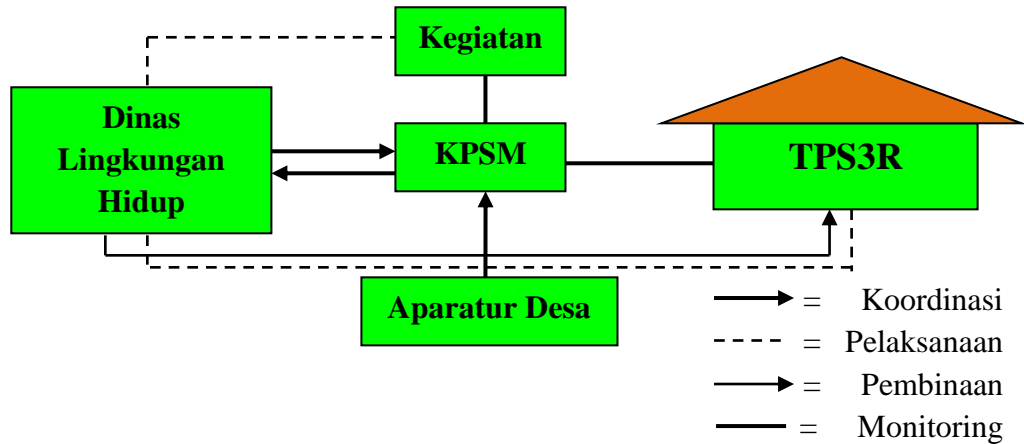 Kegiatan
Dinas
Lingkungan
Hidup
KPSM
TPS3R
Aparatur Desa
= Koordinasi
= Pelaksanaan
= Pembinaan
= Monitoring